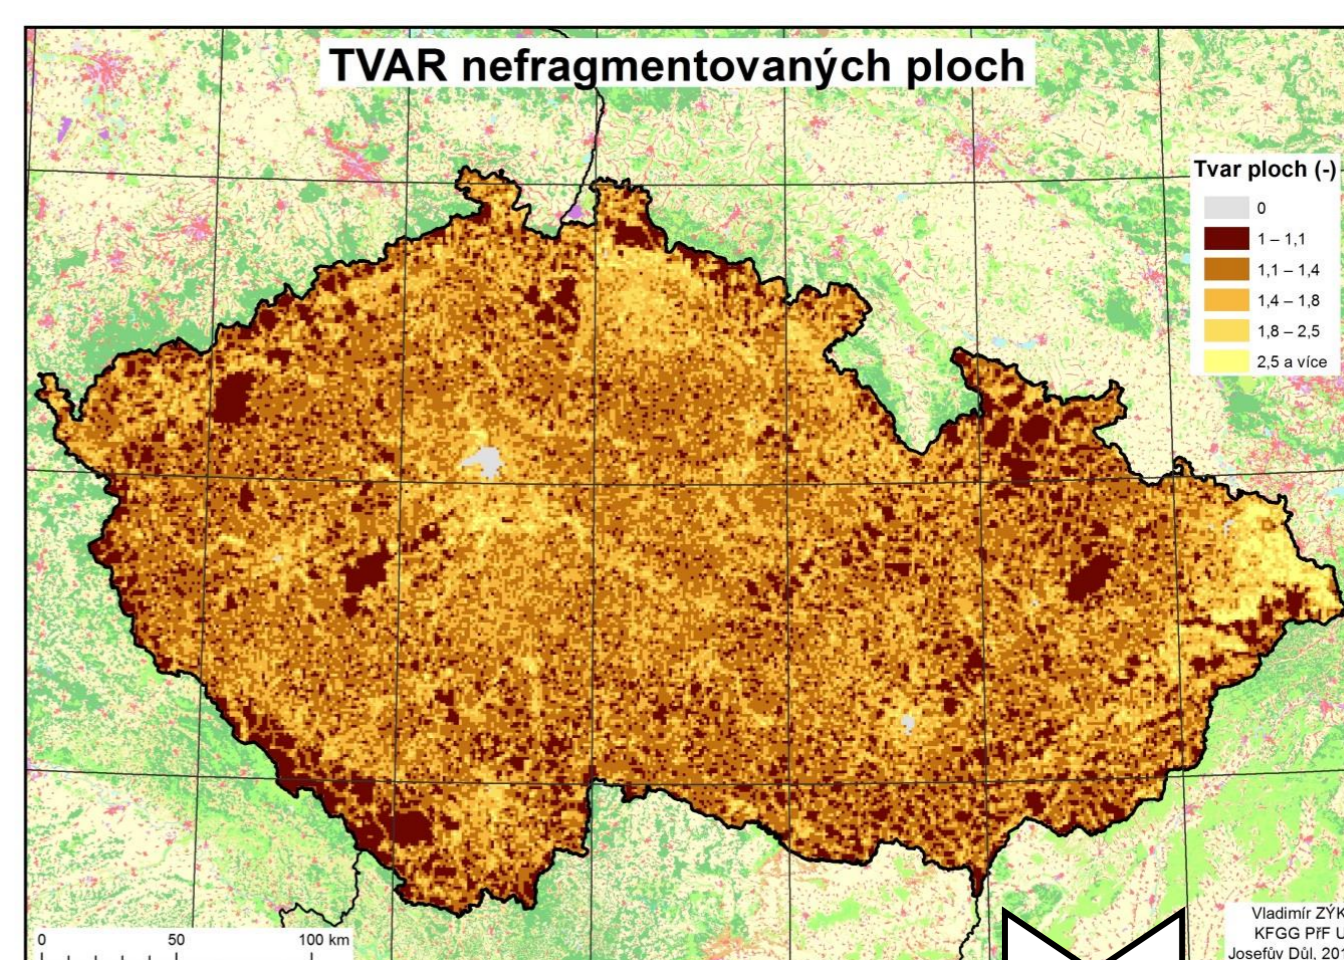 TVAR nefragmentovaných ploch
Tvar ploch (-)
0
1 – 1,1
1,1 – 1,4
1,4 – 1,8
1,8 – 2,5
2,5 a více
0 50 100 km
Vladimír ZÝK
KFGG PřF U
Josefův Důl, 201